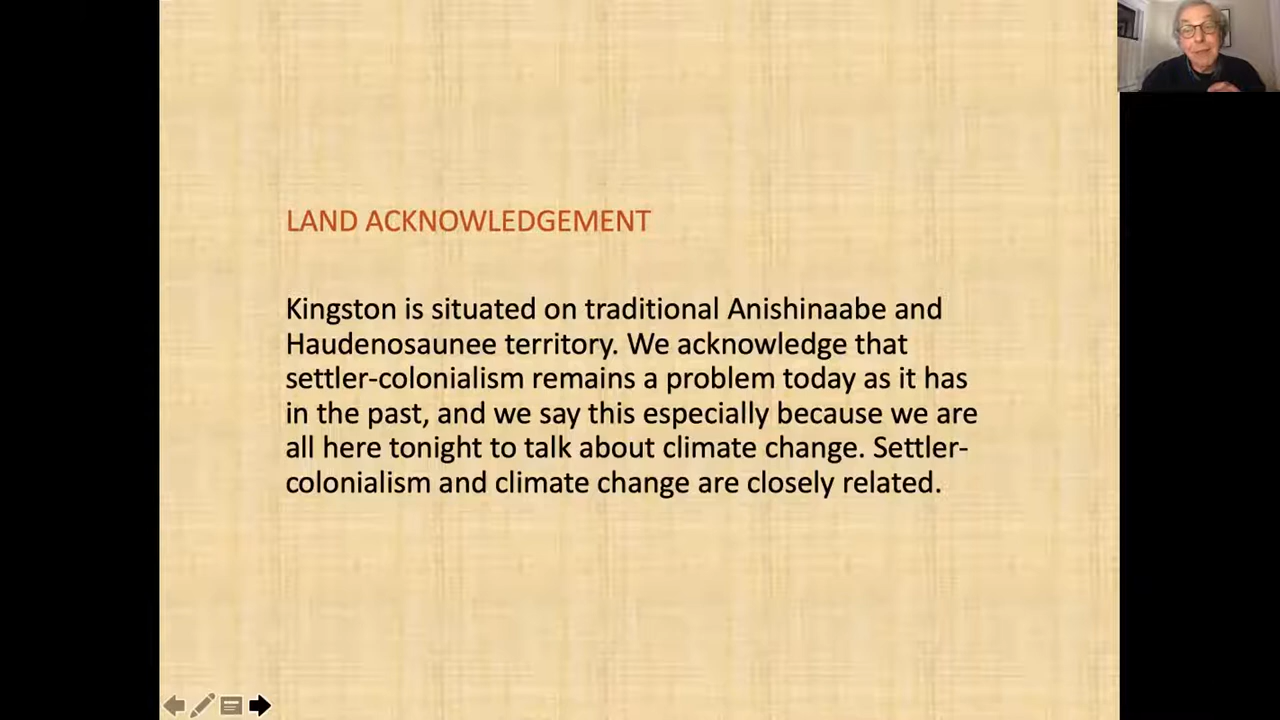 LAND ACKNOWLEDGEMENT
Kingston is situated on traditional Anishinaabe and
Haudenosaunee territory. We acknowledge that
settler-colonialism remains a problem today as it has
in the past, and we say this especially because we are
all here tonight to talk about climate change. Settler-
colonialism and climate change are closely related.